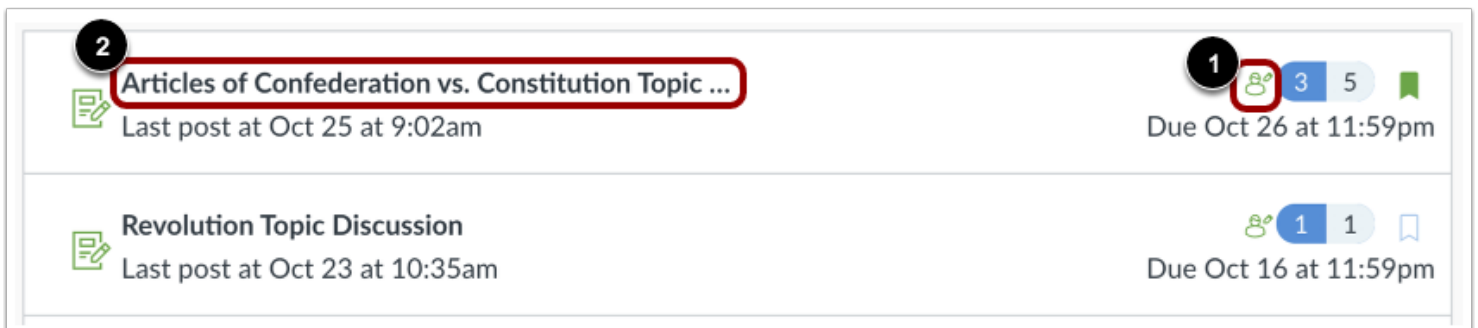 2
1
Articles of Confederation vs. Constitution Topic ...
3 5
Last post at Oct 25 at 9:02am
Due Oct 26 at 11:59pm
Revolution Topic Discussion
1 1
Last post at Oct 23 at 10:35am
Due Oct 16 at 11:59pm